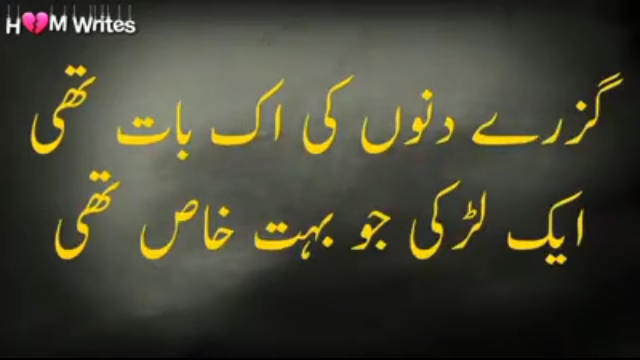 H💔M Writes
گزرے دنوں کی اک بات تھی
ایک لڑکی جو بہت خاص تھی